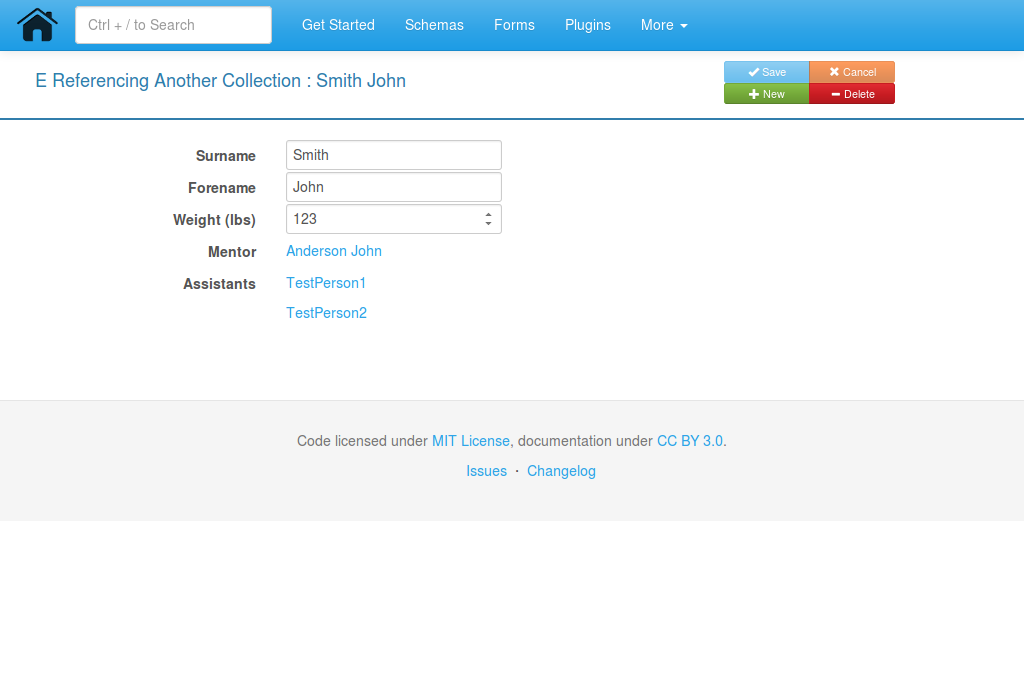 Ctrl + / to Search Get Started Schemas Forms Plugins More
E Referencing Another Collection : Smith John
Save Cancel
New Delete
Surname Smith
Forename John
Weight (lbs) 123
Mentor Anderson John
Assistants TestPerson1
TestPerson2
Code licensed under MIT License, documentation under CC BY 3.0.
Issues · Changelog